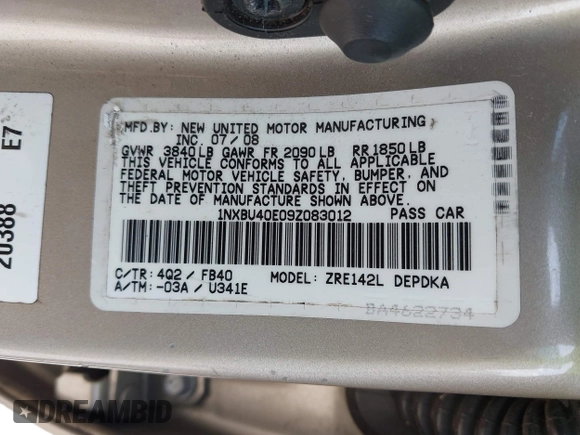 MFD.BY: NEW UNITED MOTOR MANUFACTURING
INC. 07/08
GVWR 3840LB GAWR FR 2090LB RR 1850LB
THIS VEHICLE CONFORMS TO ALL APPLICABLE
FEDERAL MOTOR VEHICLE SAFETY, BUMPER, AND
THEFT PREVENTION STANDARDS IN EFFECT ON
THE DATE OF MANUFACTURE SHOWN ABOVE.
1NXBU40E09Z083012 PASS CAR
C/TR: 4Q2 / FB40 MODEL: ZRE142L DEPDKA
A/TM: -03A / U341E
BA4622734
20388 E7
DREAMBID